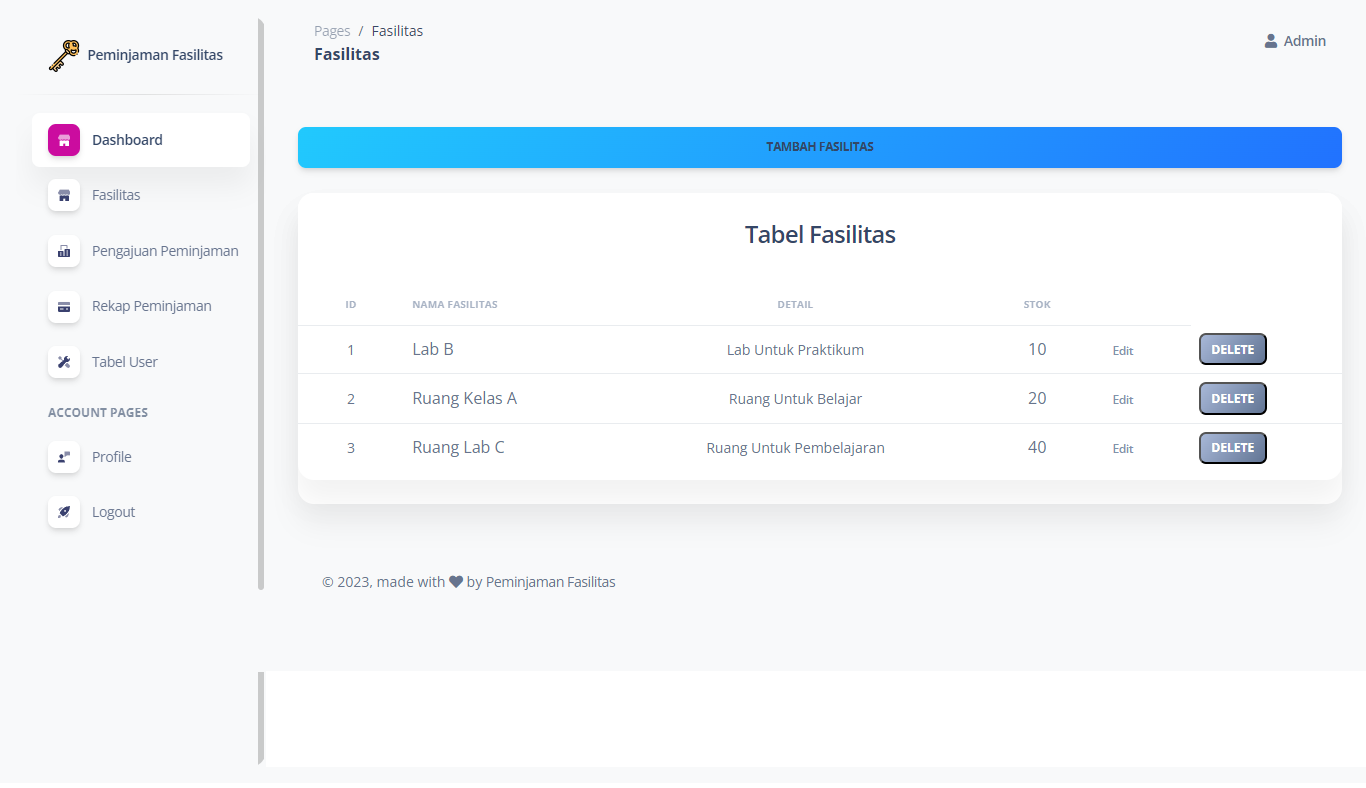 Peminjaman Fasilitas
Dashboard
Fasilitas
Pengajuan Peminjaman
Rekap Peminjaman
Tabel User
ACCOUNT PAGES
Profile
Logout
Pages / Fasilitas
Fasilitas
Admin
TAMBAH FASILITAS
Tabel Fasilitas
ID NAMA FASILITAS DETAIL STOK
1 Lab B Lab Untuk Praktikum 10 Edit DELETE
2 Ruang Kelas A Ruang Untuk Belajar 20 Edit DELETE
3 Ruang Lab C Ruang Untuk Pembelajaran 40 Edit DELETE
© 2023, made with ♥ by Peminjaman Fasilitas